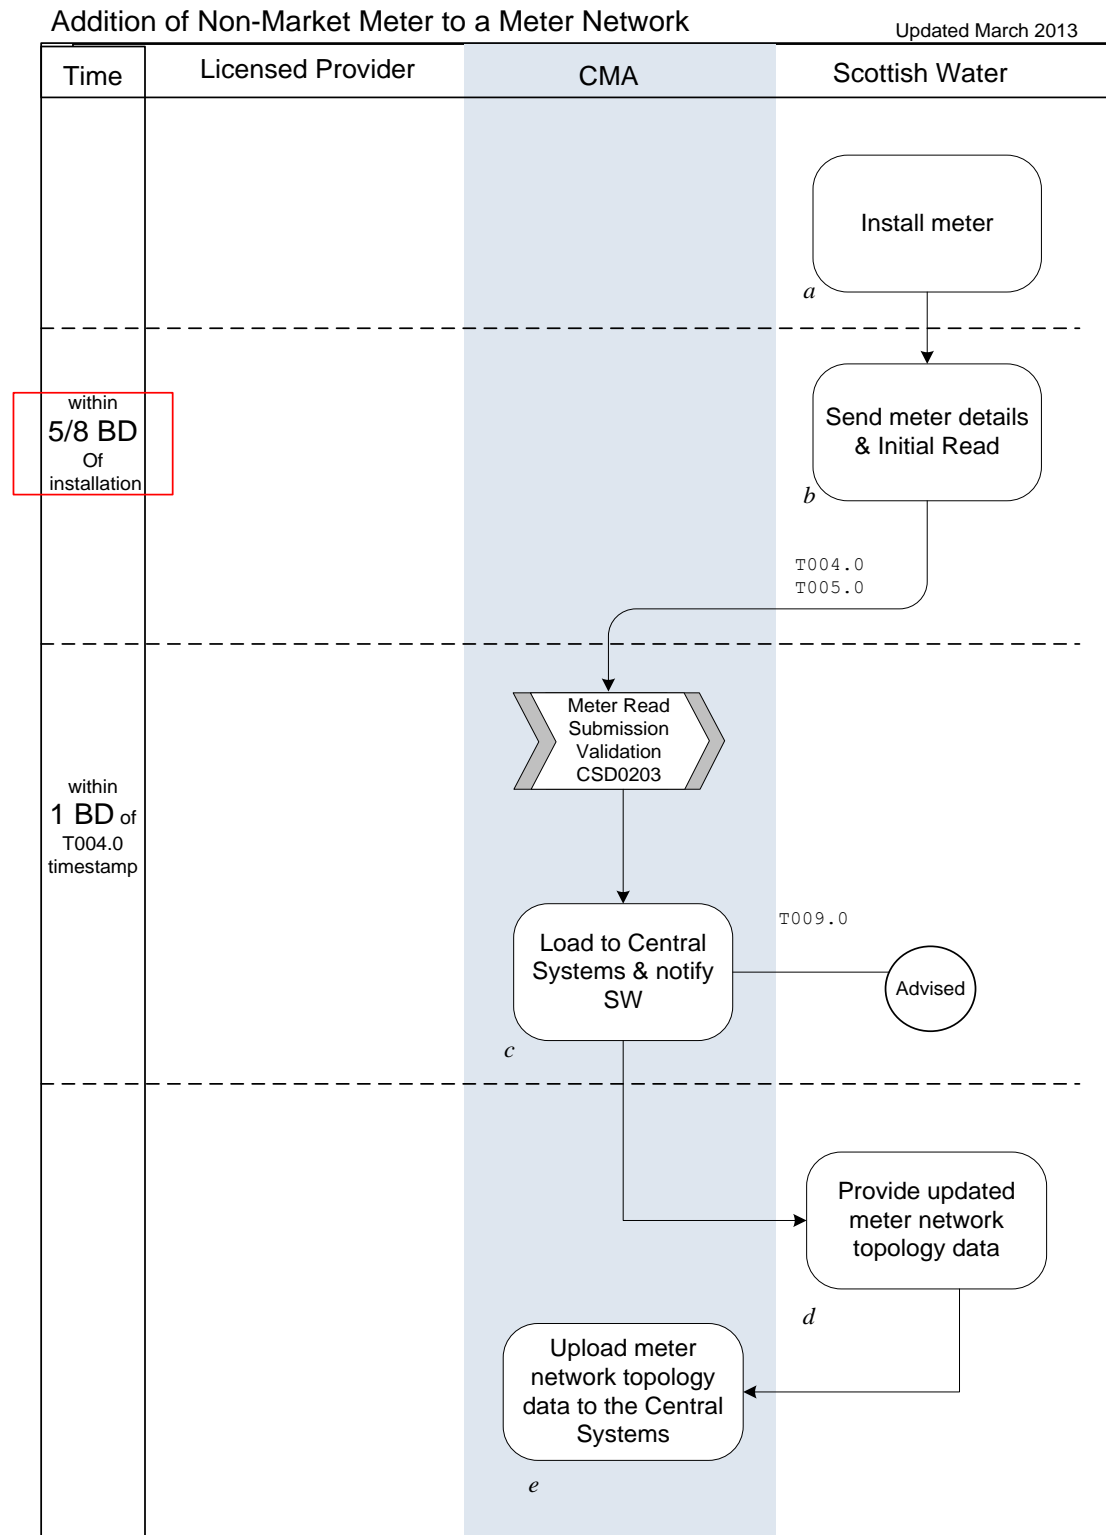 Addition of Non-Market Meter to a Meter Network
Updated March 2013
Time
Licensed Provider
CMA
Scottish Water
Install meter
a
within
5/8 BD
Of
installation
Send meter details
& Initial Read
b
T004.0
T005.0
Meter Read
Submission
Validation
CSD0203
within
1 BD of
T004.0
timestamp
Load to Central
Systems & notify
SW
c
T009.0
Advised
Provide updated
meter network
topology data
d
Upload meter
network topology
data to the Central
Systems
e